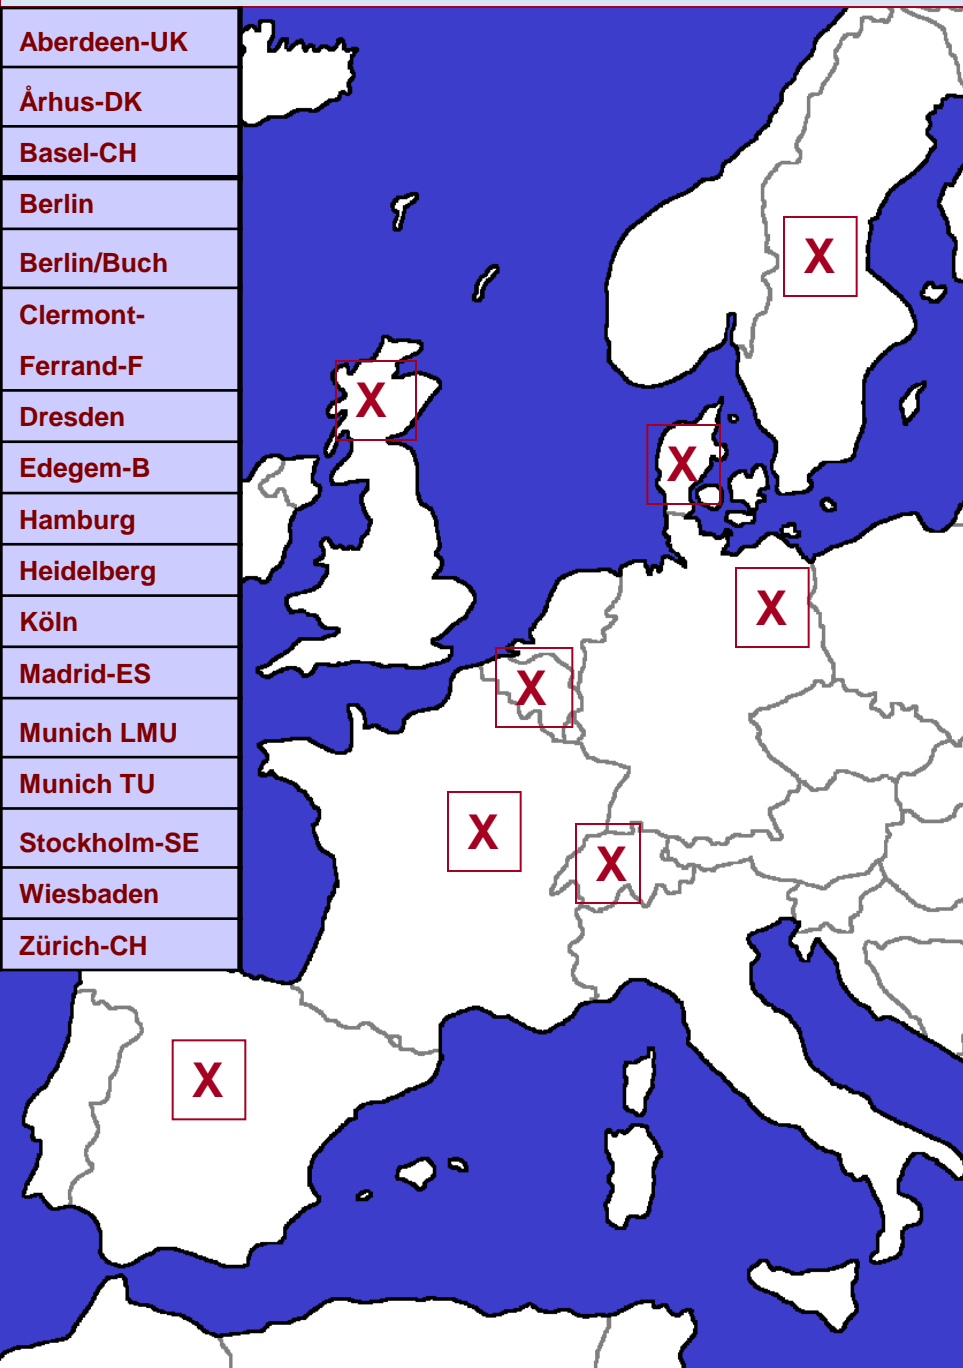 Aberdeen-UK
Århus-DK
Basel-CH
Berlin
Berlin/Buch
Clermont-
Ferrand-F
Dresden
Edegem-B
Hamburg
Heidelberg
Köln
Madrid-ES
Munich LMU
Munich TU
Stockholm-SE
Wiesbaden
Zürich-CH
X
X
X
X
X
X
X
X